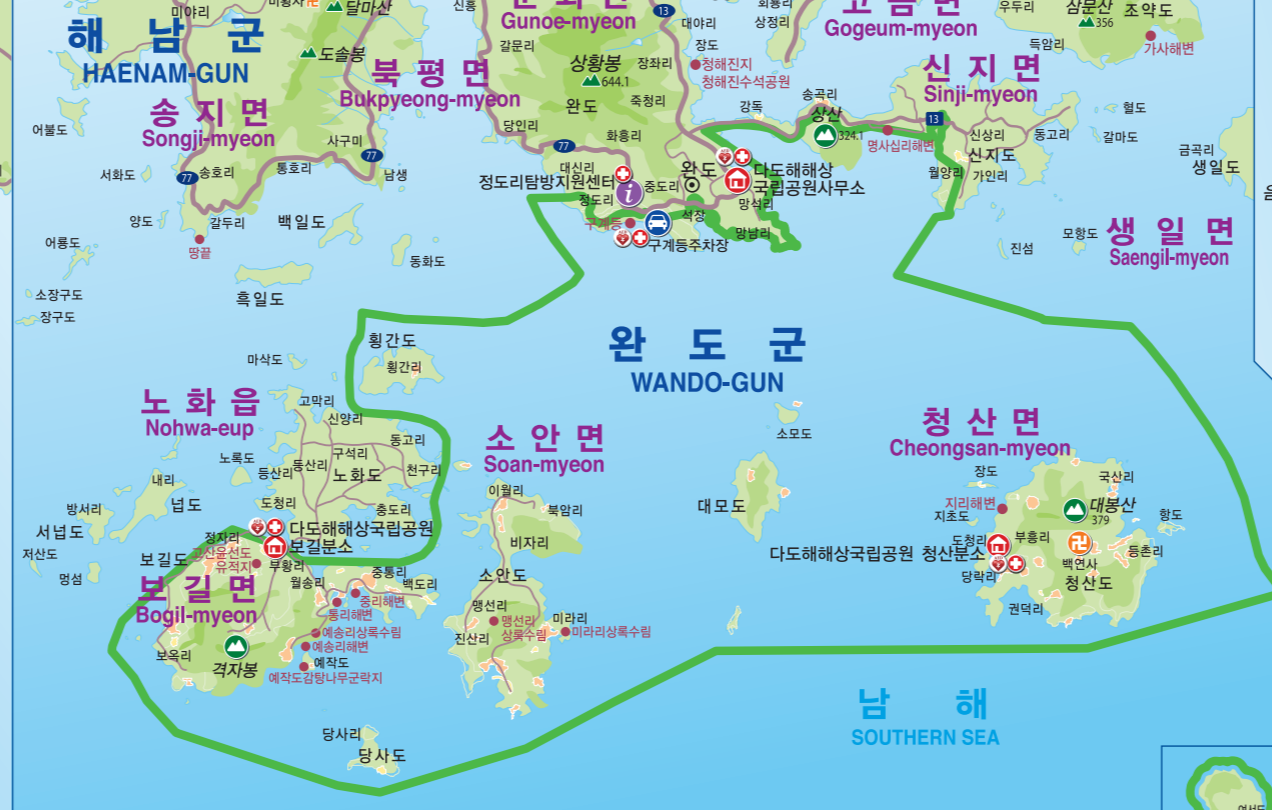 미야리
달마산
신흥
Gunoe-myeon
13
대야리
상정리
Gogeum-myeon
우두리
삼문산
356
조약도
득암리
가사해변
해 남 군
HAENAM-GUN
도솔봉
갈문리
상황봉
644.1
장좌리
장도
청해진지
청해진수석공원
북 평 면
Bukpyeong-myeon
신 지 면
Sinji-myeon
송 지 면
Songji-myeon
완도
죽청리
강독
송곡리
상산
324.1
13
혈도
어불도
당인리
화흥리
명사십리해변
신상리
동고리
갈마도
사구미
77
77
신지도
금곡리
생일도
서화도
77
송호리
통호리
남생
대신리
정도리탐방지원센터
중도리
완도
다도해해상
국립공원사무소
월양리
가인리
정도리
망석리
양도
갈두리
백일도
구계등
석장
망남리
구계등주차장
땅끝
어룡도
동화도
진섬
모항도
생 일 면
Saengil-myeon
소장구도
장구도
흑일도
횡간도
횡간리
마삭도
완 도 군
WANDO-GUN
노 화 읍
Nohwa-eup
고막리
신양리
동고리
소 안 면
Soan-myeon
소모도
청 산 면
Cheongsan-myeon
노록도
등산리
동산리
구석리
노화도
천구리
내리
넙도
방서리
서넙도
도청리
충도리
이월리
북암리
대모도
장도
국산리
지리해변
지초도
대봉산
379
항도
정자리
다도해해상국립공원
보길분소
비자리
저산도
멍섬
보길도
고산윤선도
유적지
부황리
도청리
부흥리
다도해해상국립공원 청산분소
백연사
등촌리
보 길 면
Bogil-myeon
월송리
중통리
백도리
소안도
당락리
청산도
중리해변
통리해변
맹선리
맹선리
상록수림
미라리
미라리상록수림
권덕리
예송리상록수림
예송리해변
진산리
보옥리
격자봉
예작도
예작도감탕나무군락지
당사리
당사도
남 해
SOUTHERN SEA